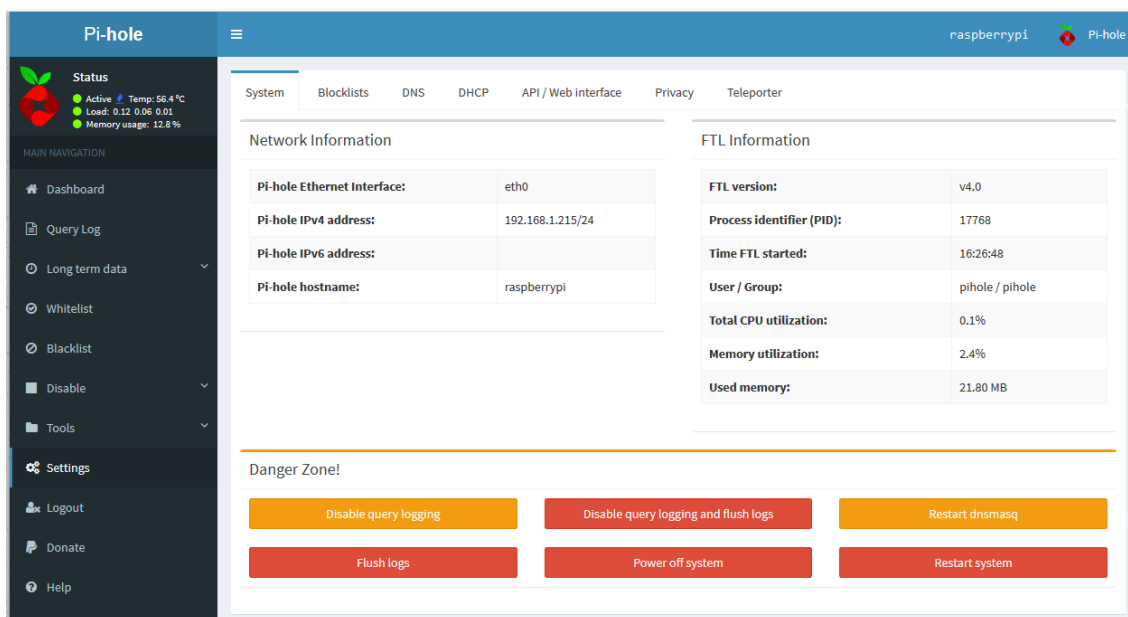 Pi-hole
raspberrypi
Pi-hole
Status
Active Temp: 56.4 °C
Load: 0.12 0.06 0.01
Memory usage: 12.8 %
MAIN NAVIGATION
Dashboard
Query Log
Long term data
Whitelist
Blacklist
Disable
Tools
Settings
Logout
Donate
Help
System Blocklists DNS DHCP API / Web interface Privacy Teleporter
Network Information
Pi-hole Ethernet Interface: eth0
Pi-hole IPv4 address: 192.168.1.215/24
Pi-hole IPv6 address:
Pi-hole hostname: raspberrypi
FTL Information
FTL version: v4.0
Process identifier (PID): 17768
Time FTL started: 16:26:48
User / Group: pihole / pihole
Total CPU utilization: 0.1%
Memory utilization: 2.4%
Used memory: 21.80 MB
Danger Zone!
Disable query logging Disable query logging and flush logs Restart dnsmasq
Flush logs Power off system Restart system